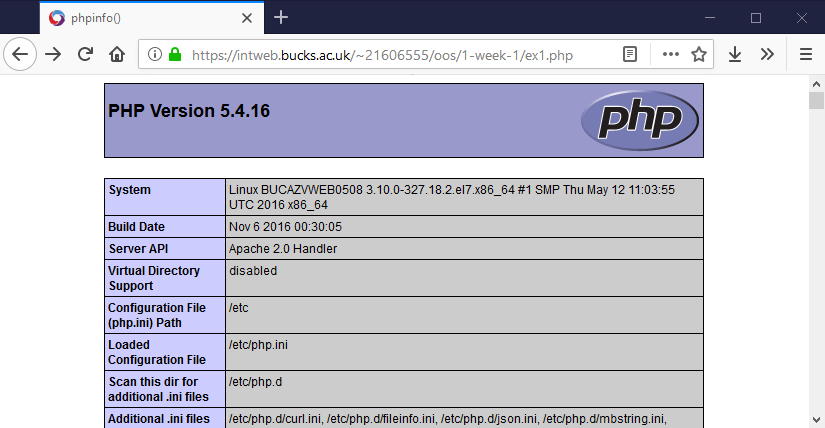 phpinfo()
https://intweb.bucks.ac.uk/~21606555/oos/1-week-1/ex1.php
PHP Version 5.4.16
php
System
Linux BUCAZVWEB0508 3.10.0-327.18.2.el7.x86_64 #1 SMP Thu May 12 11:03:55
UTC 2016 x86_64
Build Date
Nov 6 2016 00:30:05
Server API
Apache 2.0 Handler
Virtual Directory
Support
disabled
Configuration File
(php.ini) Path
/etc
Loaded
Configuration File
/etc/php.ini
Scan this dir for
additional .ini files
/etc/php.d
Additional .ini files
/etc/php.d/curl.ini, /etc/php.d/fileinfo.ini, /etc/php.d/json.ini, /etc/php.d/mbstring.ini,